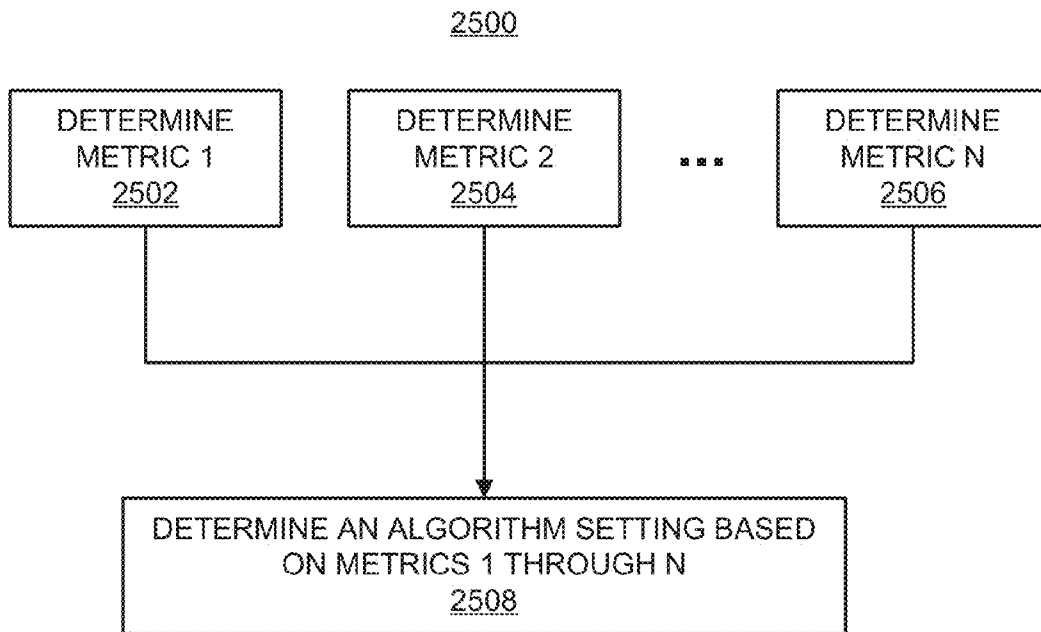 2500
DETERMINE
METRIC 1
2502
DETERMINE
METRIC 2
2504
...
DETERMINE
METRIC N
2506
DETERMINE AN ALGORITHM SETTING BASED
ON METRICS 1 THROUGH N
2508